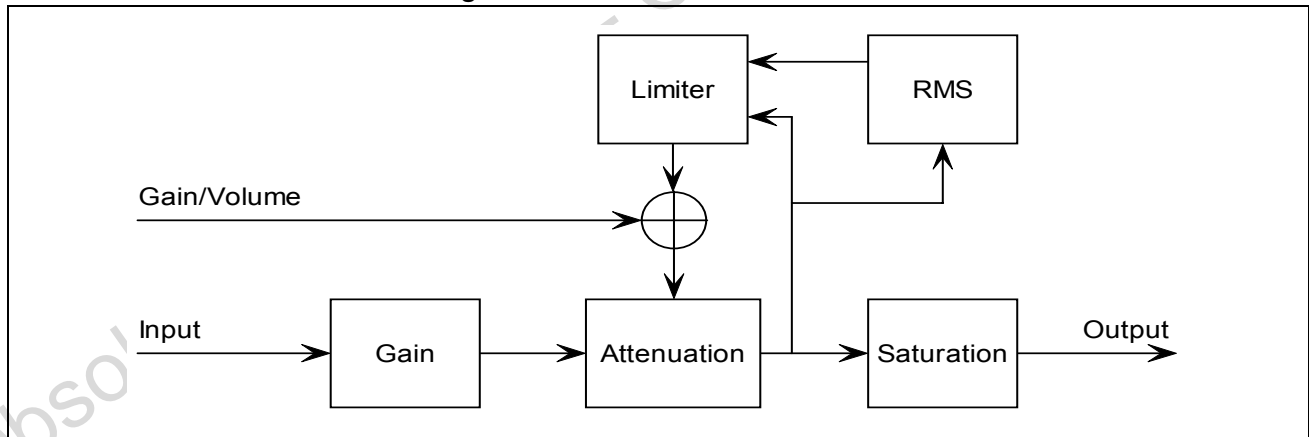 Limiter
RMS
Gain/Volume
Input
Gain
Attenuation
Saturation
Output